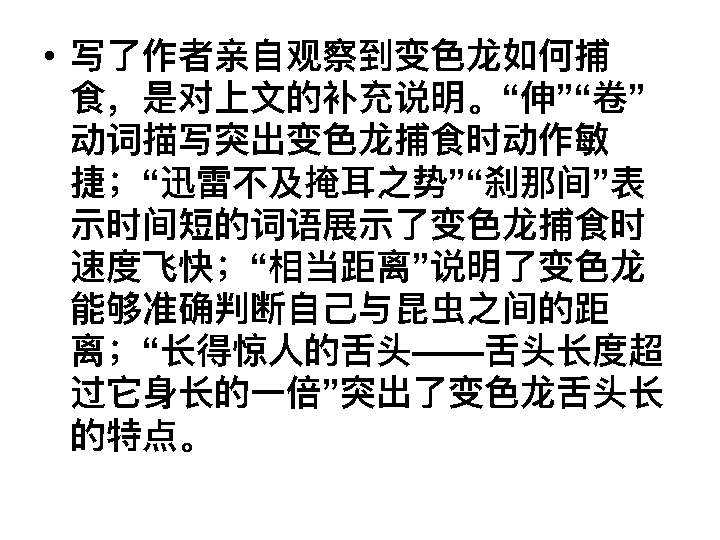 • 写了作者亲自观察到变色龙如何捕
食，是对上文的补充说明。“伸”“卷”
动词描写突出变色龙捕食时动作敏
捷；“迅雷不及掩耳之势”“刹那间”表
示时间短的词语展示了变色龙捕食时
速度飞快；“相当距离”说明了变色龙
能够准确判断自己与昆虫之间的距
离；“长得惊人的舌头——舌头长度超
过它身长的一倍”突出了变色龙舌头长
的特点。